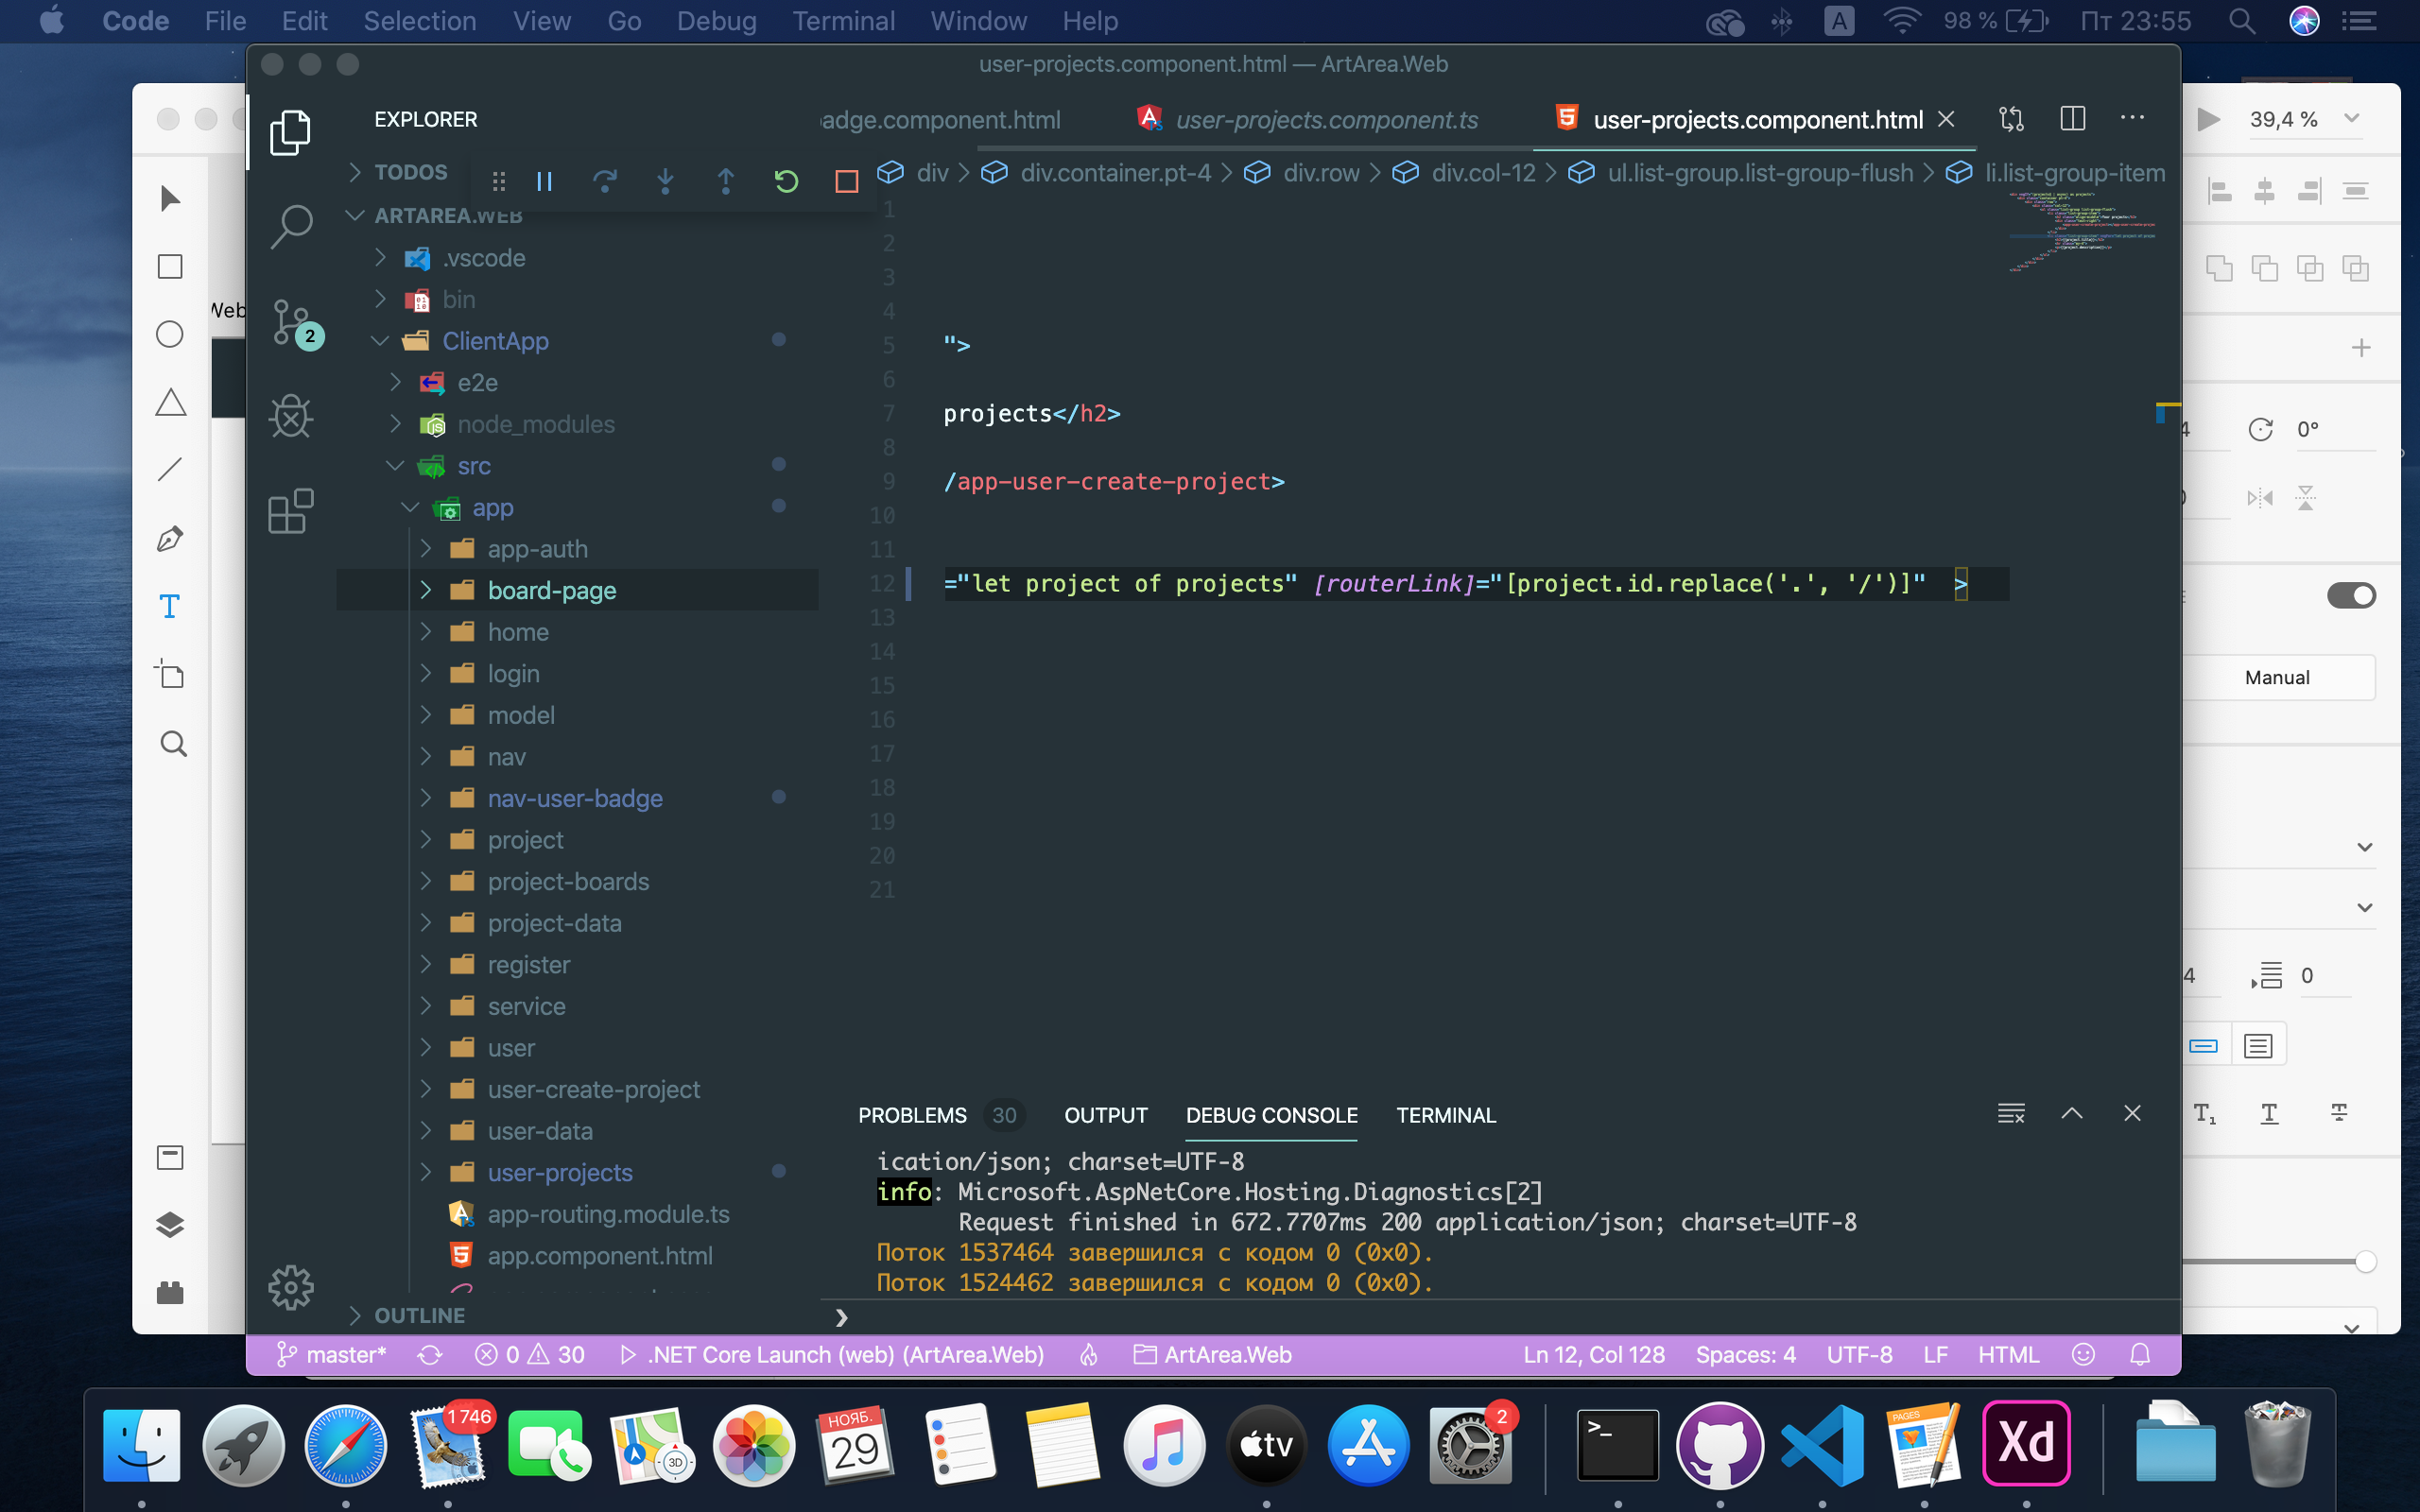 Code File Edit Selection View Go Debug Terminal Window Help A 98 % Пт 23:55
user-projects.component.html — ArtArea.Web
EXPLORER
adge.component.html user-projects.component.ts user-projects.component.html
39,4 %
TODOS
div div.container.pt-4 div.row div.col-12 ul.list-group.list-group-flush li.list-group-item
ARTAREA.WEB
.vscode
bin
Web
ClientApp
e2e
node_modules
src
app
app-auth
board-page
home
login
model
nav
nav-user-badge
project
project-boards
project-data
register
service
user
user-create-project
user-data
user-projects
app-routing.module.ts
app.component.html
OUTLINE
1
2
3
4
5 ">
6
7 projects</h2>
8
9 /app-user-create-project>
10
11
12 ="let project of projects" [routerLink]="[project.id.replace('.', '/')]"  >
13
14
15
16
17
18
19
20
21
PROBLEMS 30 OUTPUT DEBUG CONSOLE TERMINAL
ication/json; charset=UTF-8
info: Microsoft.AspNetCore.Hosting.Diagnostics[2]
Request finished in 672.7707ms 200 application/json; charset=UTF-8
Поток 1537464 завершился с кодом 0 (0x0).
Поток 1524462 завершился с кодом 0 (0x0).
2
4 0°
Manual
4 0
master* 0 30 .NET Core Launch (web) (ArtArea.Web) ArtArea.Web Ln 12, Col 128 Spaces: 4 UTF-8 LF HTML
1 746
НОЯБ.
29
3D
tv
2
>_
PAGES
Xd